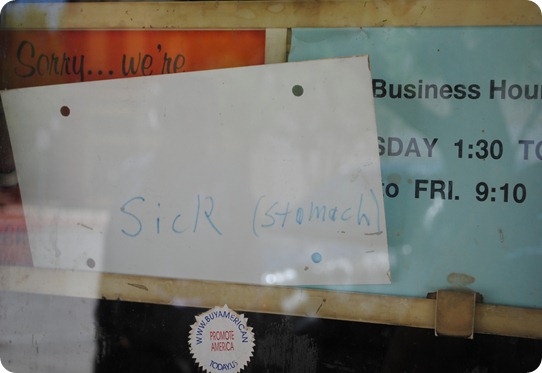 Sorry... we're
Business Hou
SDAY 1:30 TO
to FRI. 9:10
Sick (Stomach)
WWW.BUYAMERICAN
PROMOTE
AMERICA
TODAY.US